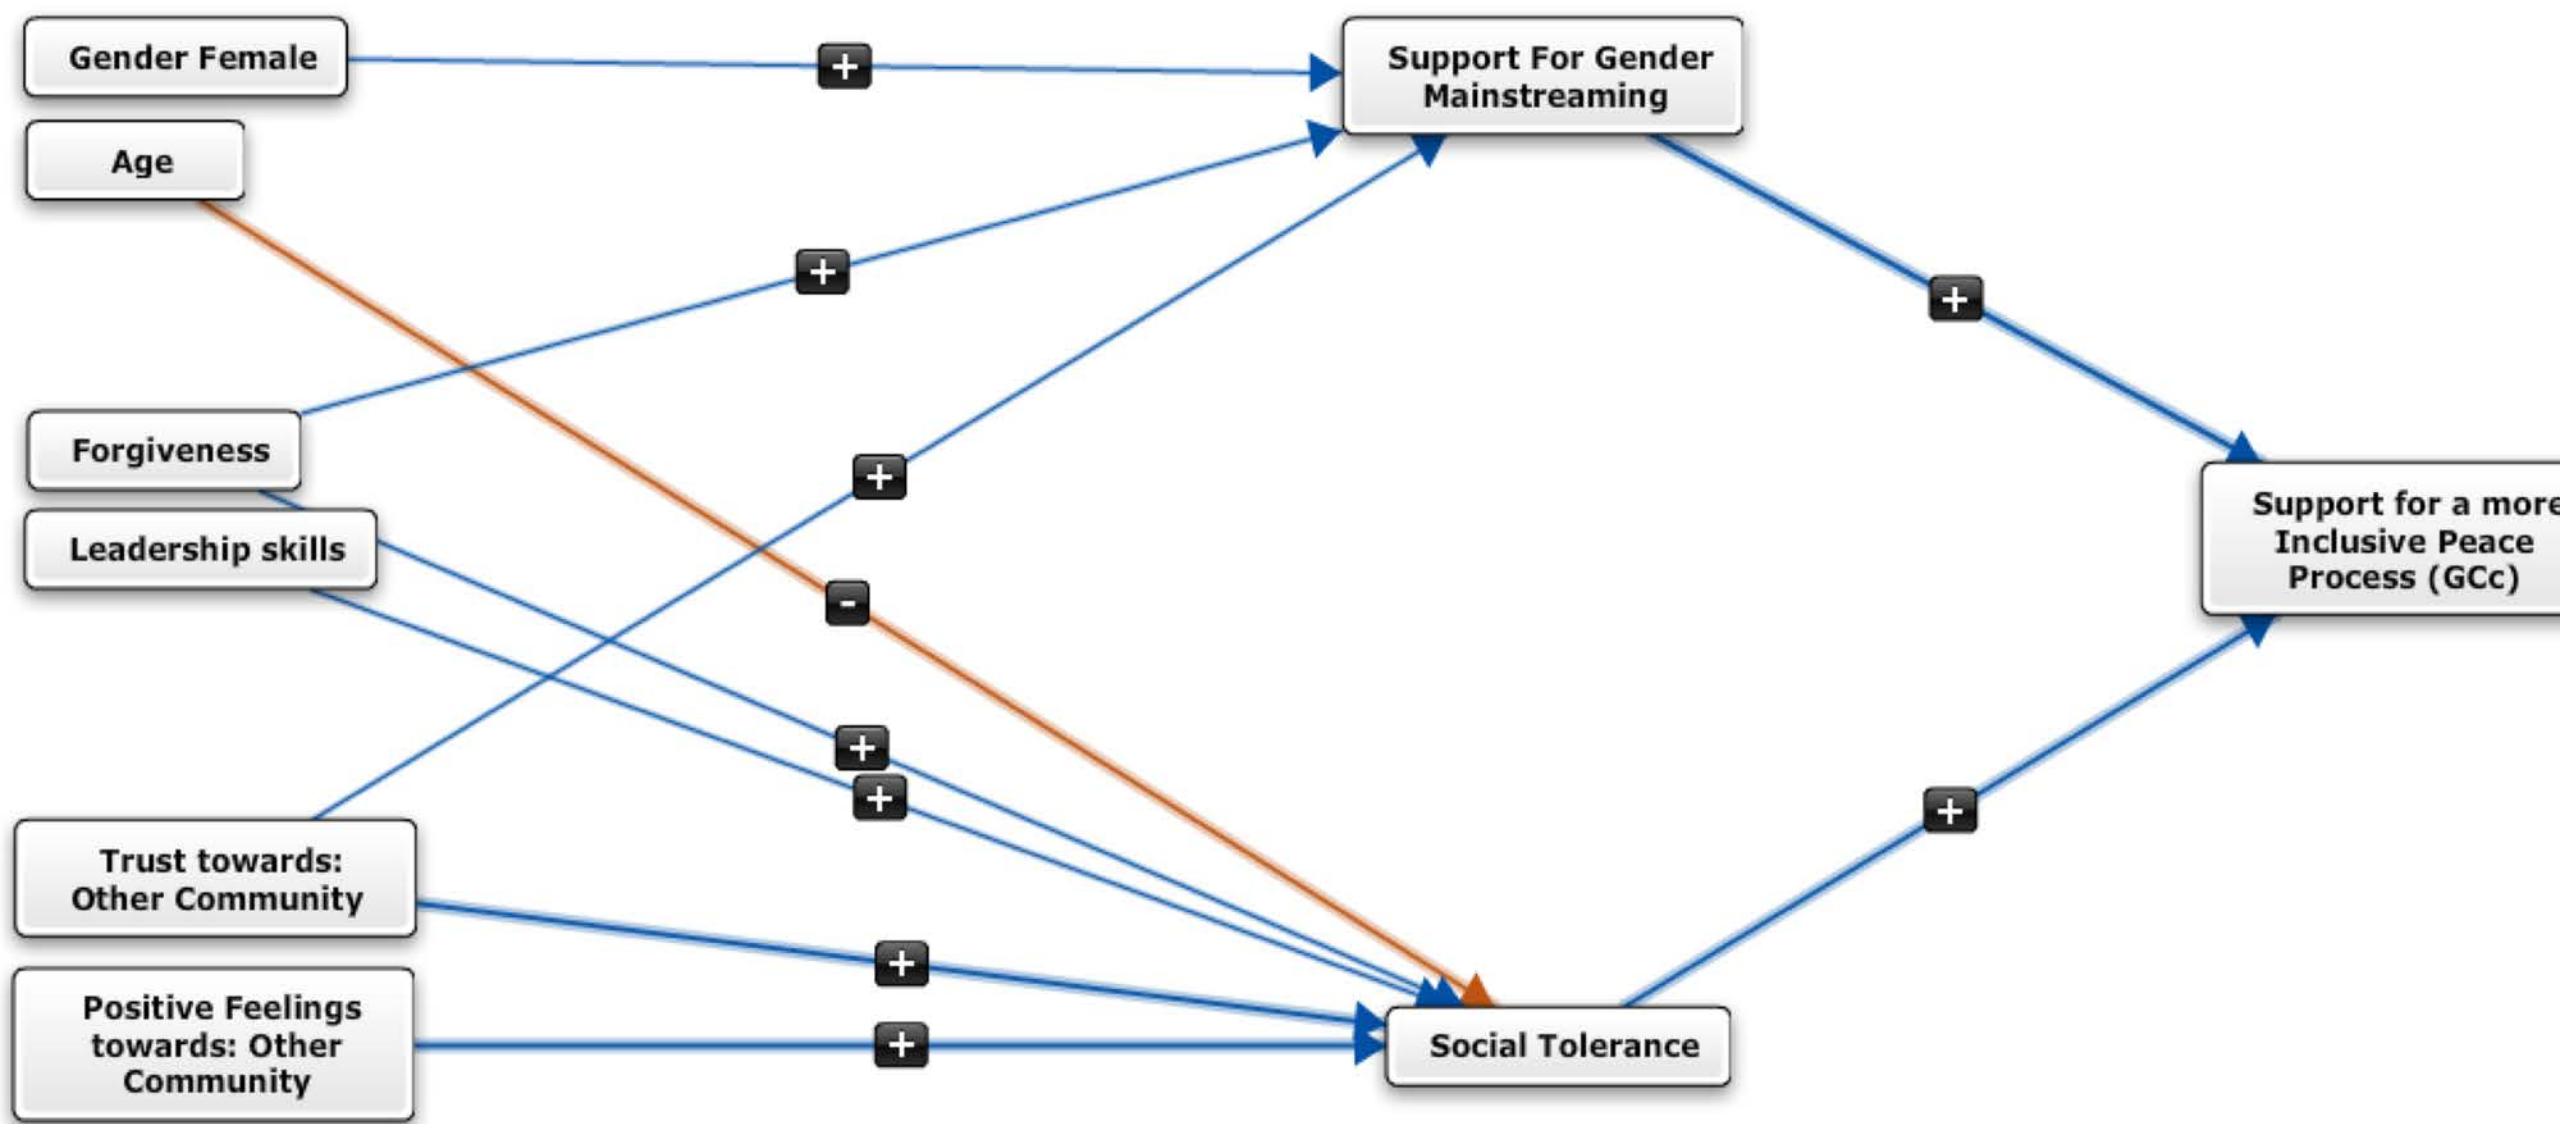 Gender Female
+
Support For Gender
Mainstreaming
Age
+
+
Forgiveness
+
Leadership skills
-
Support for a more
Inclusive Peace
Process (GCc)
+
+
+
Trust towards:
Other Community
+
Positive Feelings
towards: Other
Community
+
Social Tolerance